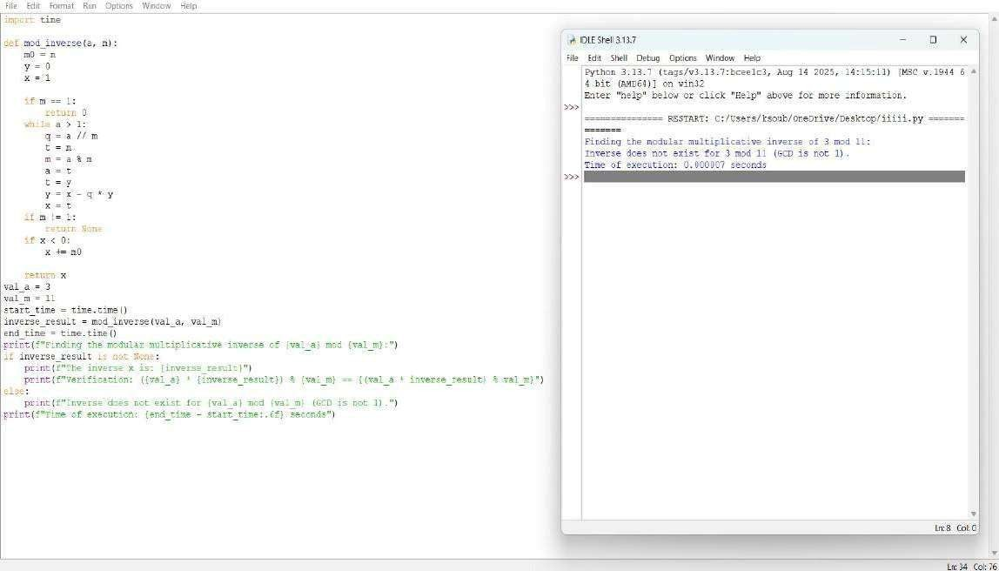 File Edit Format Run Options Window Help
import time
def mod_inverse(a, m):
    m0 = m
    y = 0
    x = 1
    if m == 1:
        return 0
    while a > 1:
        q = a // m
        t = m
        m = a % m
        a = t
        t = y
        y = x - q * y
        x = t
    if m != 1:
        return None
    if x < 0:
        x += m0
    return x
val_a = 3
val_m = 11
start_time = time.time()
inverse_result = mod_inverse(val_a, val_m)
end_time = time.time()
print(f"Finding the modular multiplicative inverse of {val_a} mod {val_m}:")
if inverse_result is not None:
    print(f"The inverse x is: {inverse_result}")
    print(f"Verification: ({val_a} * {inverse_result}) % {val_m} == {(val_a * inverse_result) % val_m}")
else:
    print(f"Inverse does not exist for {val_a} mod {val_m} (GCD is not 1).")
print(f"Time of execution: {end_time - start_time:.6f} seconds")
IDLE Shell 3.13.7
File Edit Shell Debug Options Window Help
Python 3.13.7 (tags/v3.13.7:bcee1c3, Aug 14 2025, 14:15:11) [MSC v.1944 6
4 bit (AMD64)] on win32
Enter "help" below or click "Help" above for more information.
>>>
=============== RESTART: C:/Users/ksoub/OneDrive/Desktop/iiiii.py =======
=======
Finding the modular multiplicative inverse of 3 mod 11:
Inverse does not exist for 3 mod 11 (GCD is not 1).
Time of execution: 0.000007 seconds
>>>
Ln: 8 Col: 0
Ln: 34 Col: 76